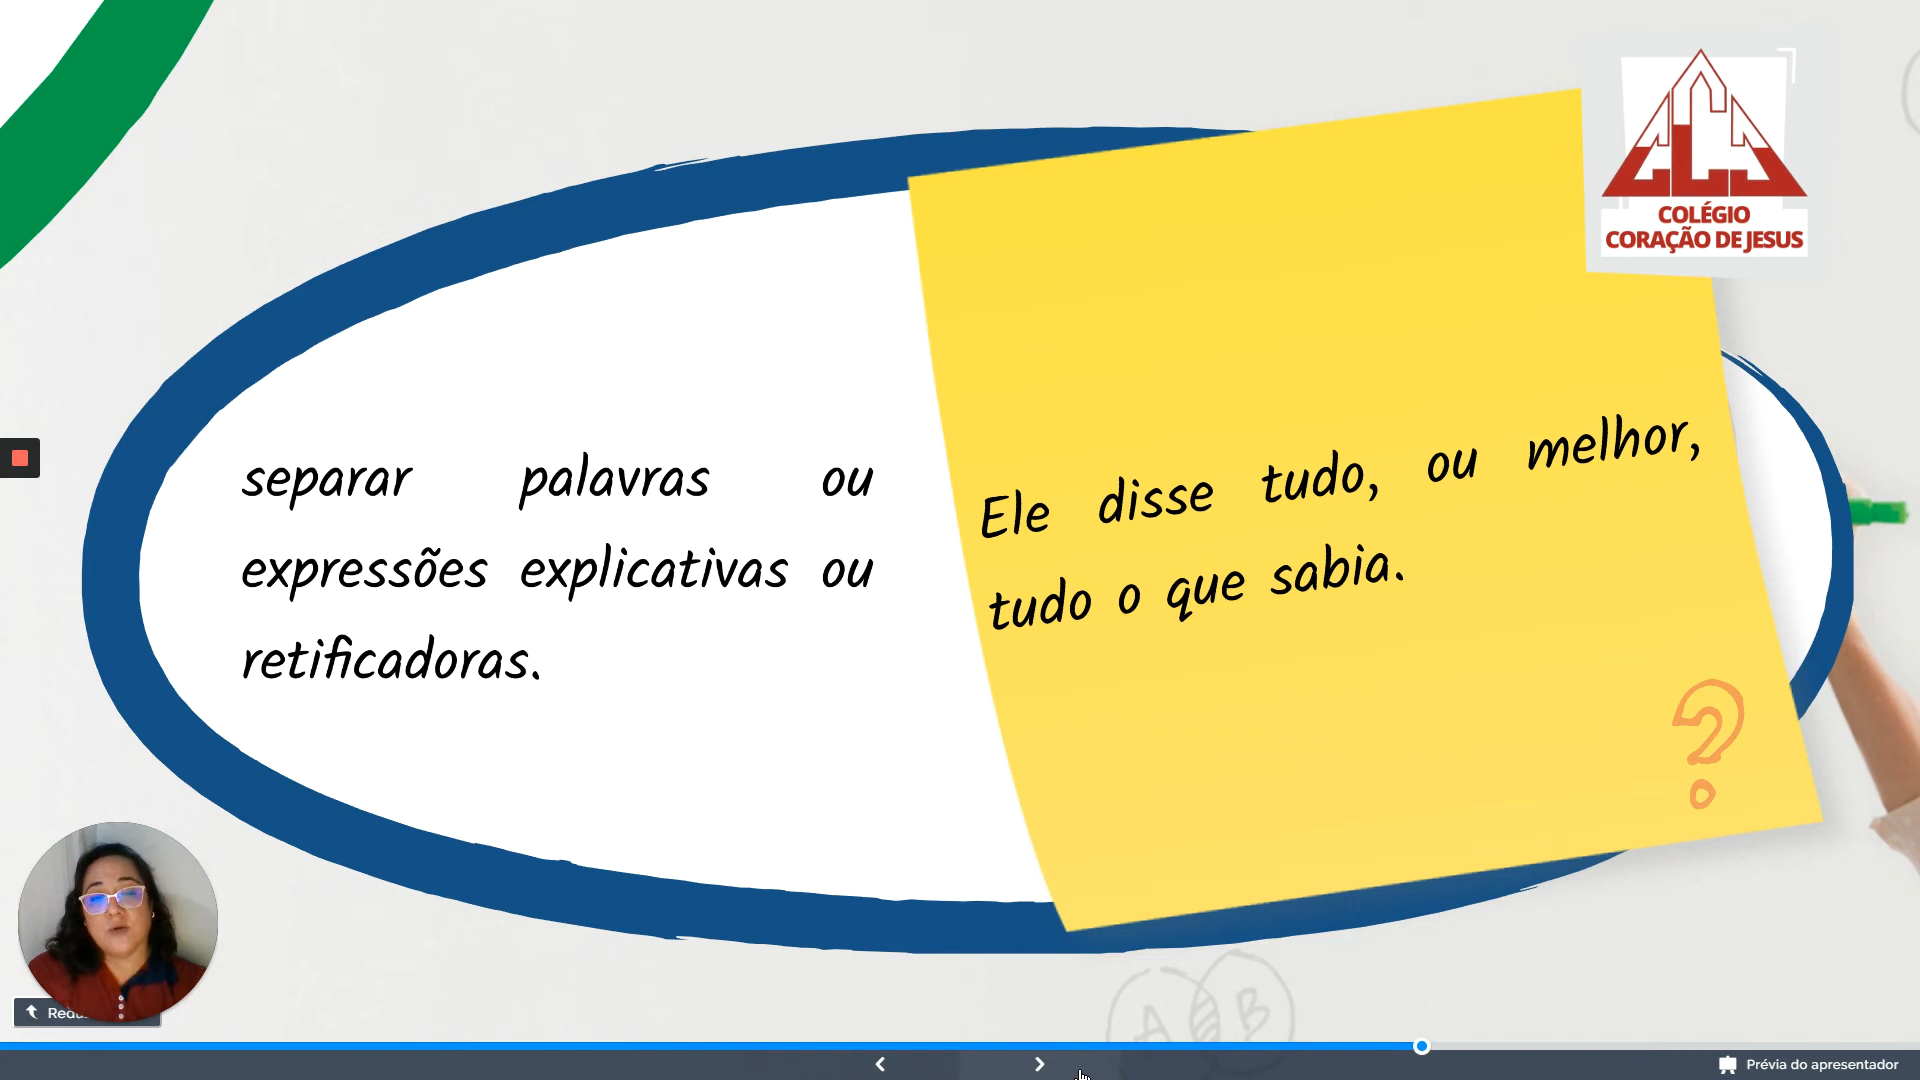 COLÉGIO
CORAÇÃO DE JESUS
separar palavras ou
expressões explicativas ou
retificadoras.
Ele disse tudo, ou melhor,
tudo o que sabia.
?
A B
Prévia do apresentador